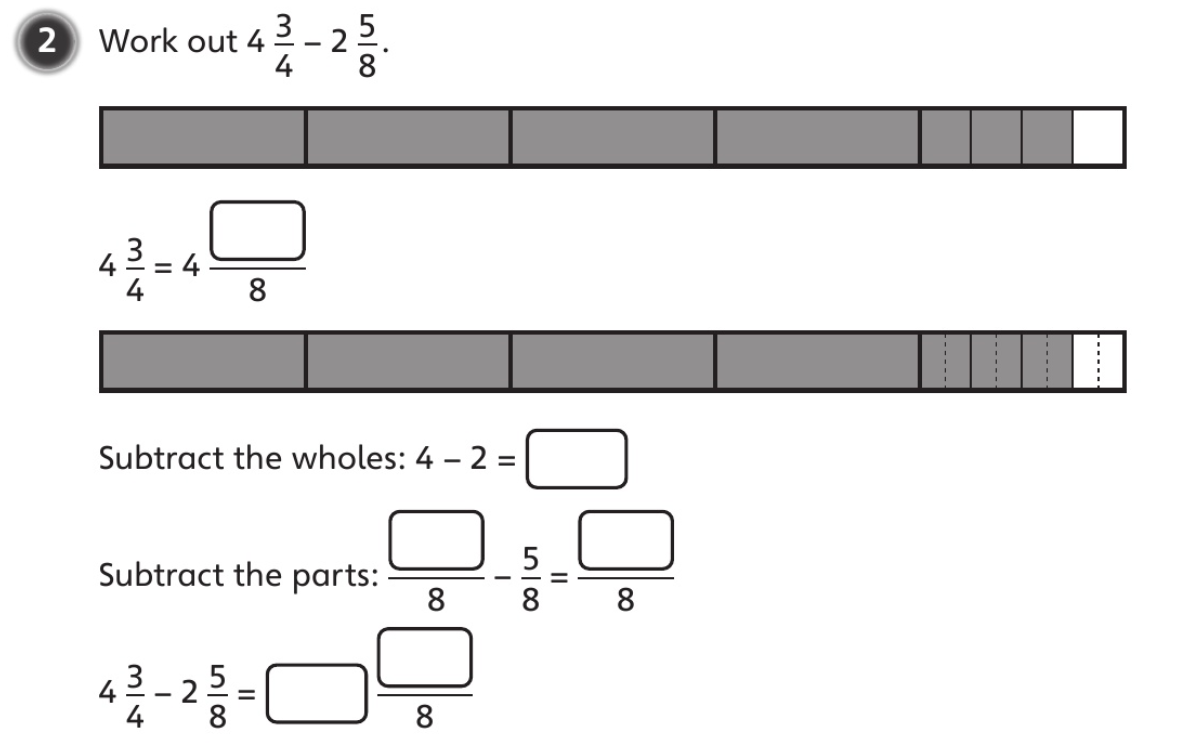 2 Work out 4 3/4 – 2 5/8.
4 3/4 = 4 /8
Subtract the wholes: 4 – 2 =
Subtract the parts: /8 – 5/8 = /8
4 3/4 – 2 5/8 = /8